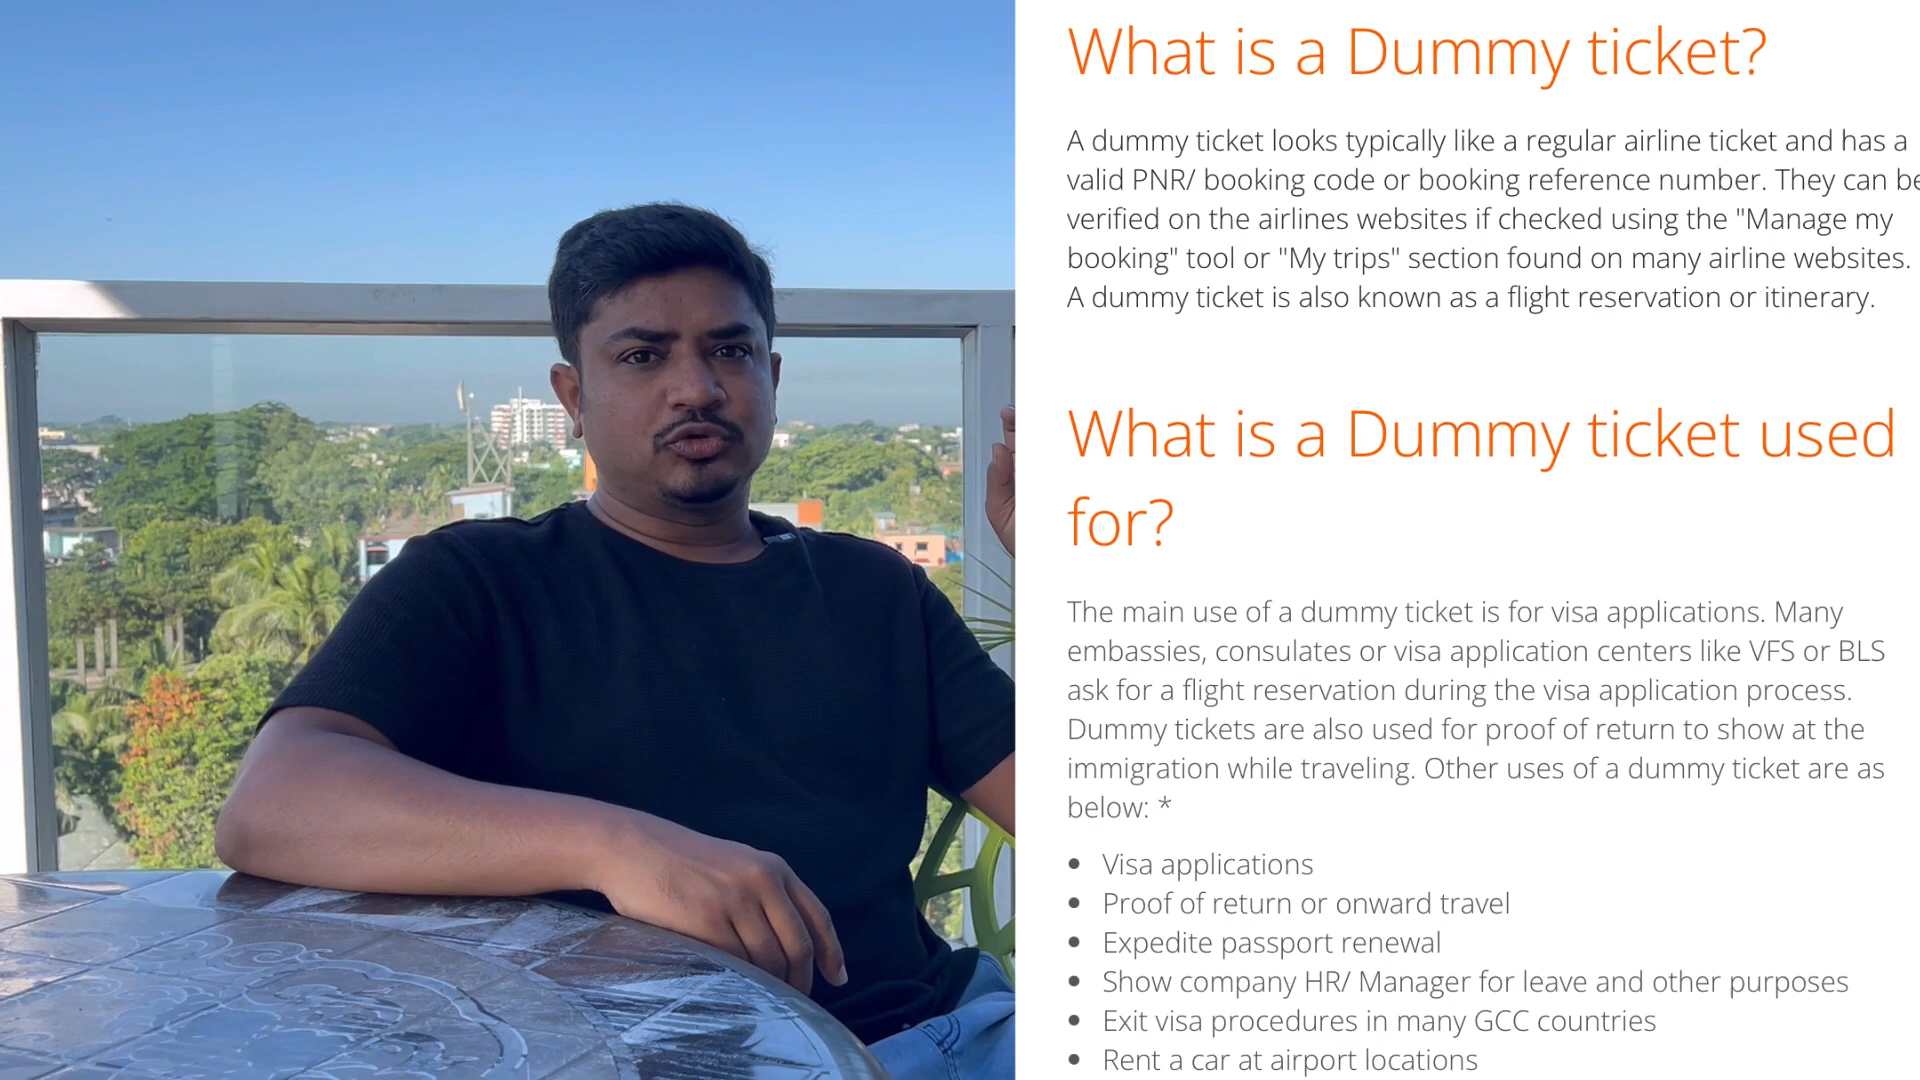 What is a Dummy ticket?
A dummy ticket looks typically like a regular airline ticket and has a
valid PNR/ booking code or booking reference number. They can be
verified on the airlines websites if checked using the "Manage my
booking" tool or "My trips" section found on many airline websites.
A dummy ticket is also known as a flight reservation or itinerary.
What is a Dummy ticket used
for?
The main use of a dummy ticket is for visa applications. Many
embassies, consulates or visa application centers like VFS or BLS
ask for a flight reservation during the visa application process.
Dummy tickets are also used for proof of return to show at the
immigration while traveling. Other uses of a dummy ticket are as
below: *
• Visa applications
• Proof of return or onward travel
• Expedite passport renewal
• Show company HR/ Manager for leave and other purposes
• Exit visa procedures in many GCC countries
• Rent a car at airport locations